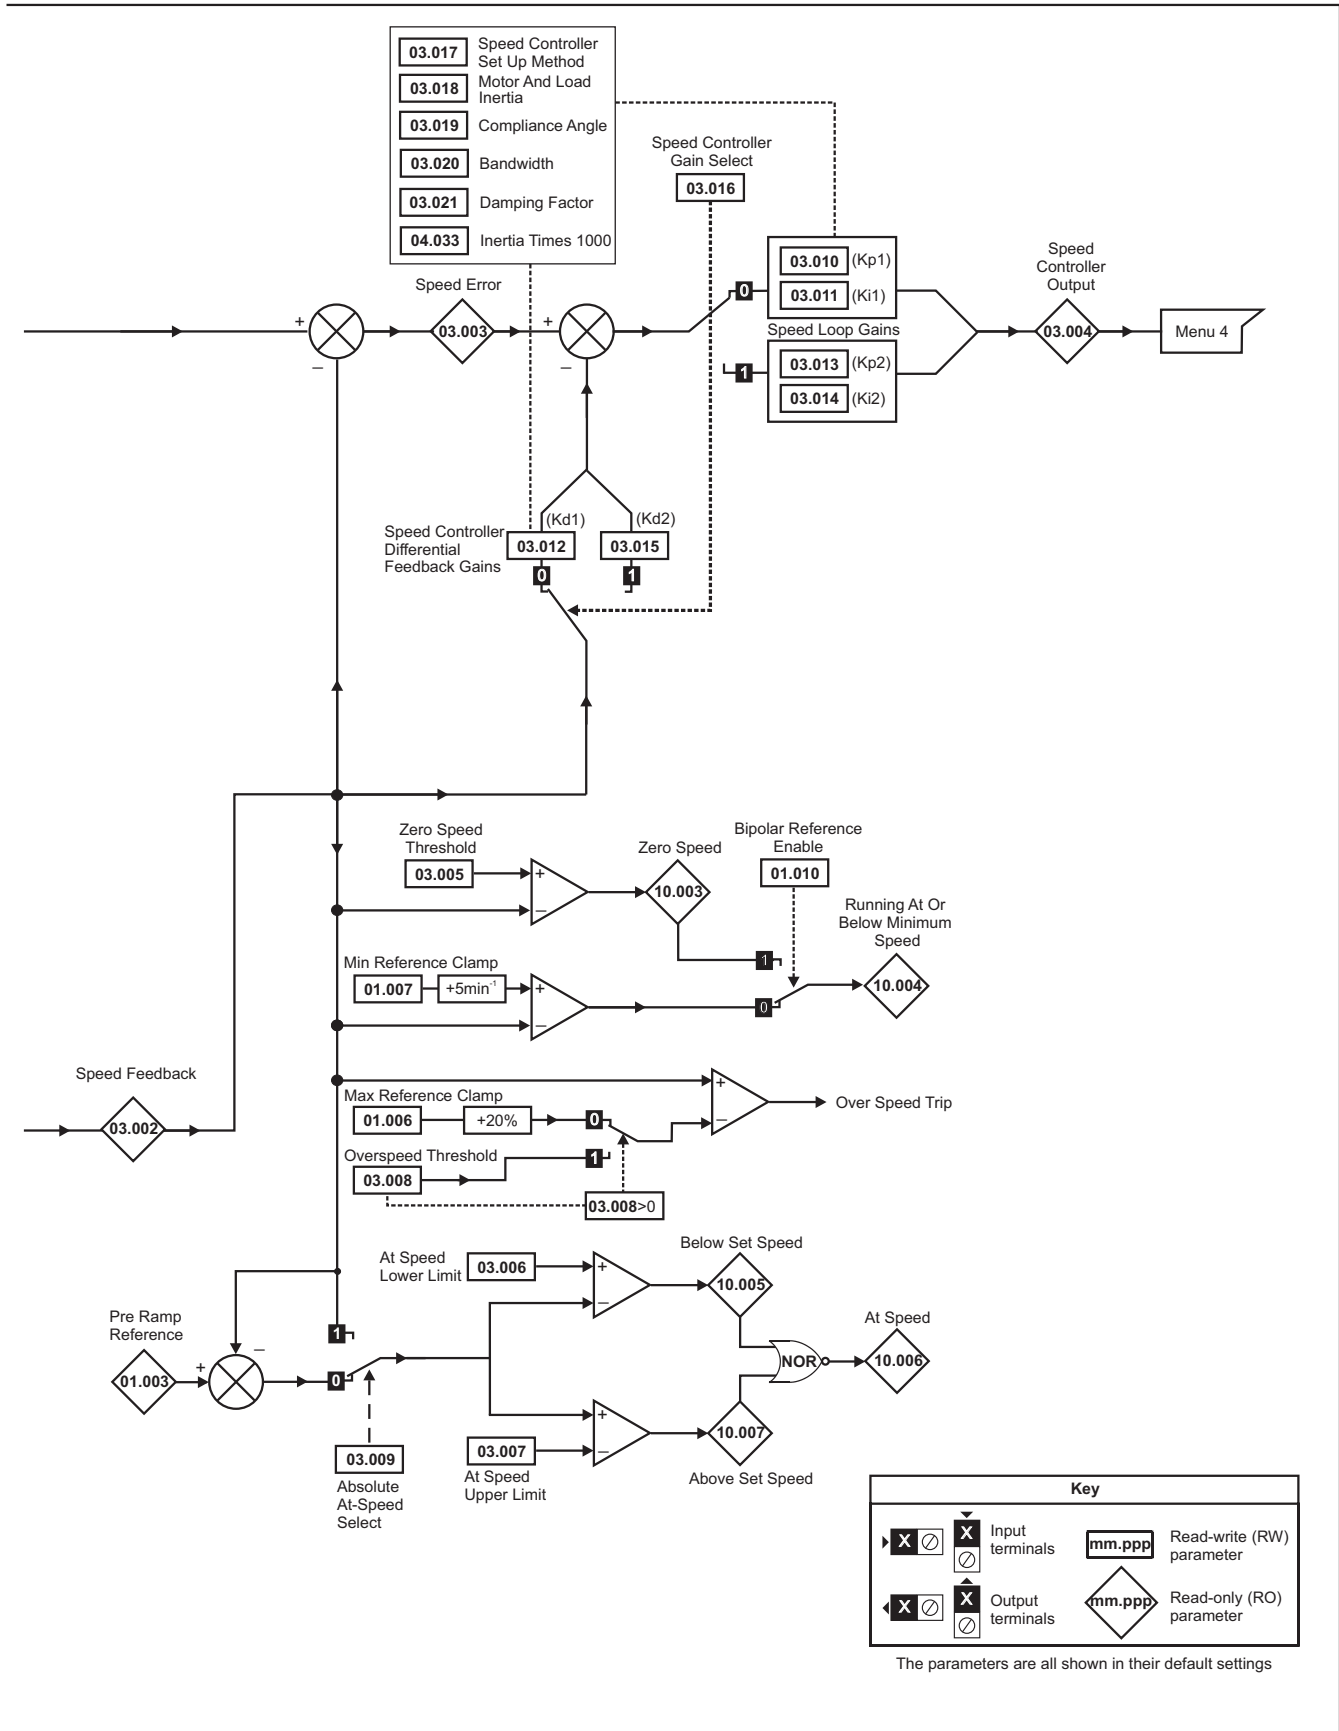 03.017 Speed Controller
Set Up Method
03.018 Motor And Load
Inertia
03.019 Compliance Angle
03.020 Bandwidth
03.021 Damping Factor
04.033 Inertia Times 1000
Speed Controller
Gain Select
03.016
Speed Error
+
03.003
+
–
–
0
03.010 (Kp1)
03.011 (Ki1)
Speed Loop Gains
1
03.013 (Kp2)
03.014 (Ki2)
Speed
Controller
Output
03.004
Menu 4
Speed Controller
Differential
Feedback Gains
(Kd1)
(Kd2)
03.012
03.015
0
1
Zero Speed
Threshold
03.005
+
–
Zero Speed
10.003
Bipolar Reference
Enable
01.010
Running At Or
Below Minimum
Speed
1
10.004
Min Reference Clamp
01.007
+5min-1
+
–
0
Speed Feedback
03.002
Max Reference Clamp
01.006
+20%
0
+
–
Over Speed Trip
Overspeed Threshold
03.008
1
03.008>0
At Speed
Lower Limit
03.006
+
–
Below Set Speed
10.005
Pre Ramp
Reference
01.003
+
–
1
0
NOR
At Speed
10.006
03.009
Absolute
At-Speed
Select
+
–
03.007
At Speed
Upper Limit
10.007
Above Set Speed
Key
X
X
Input
terminals
mm.ppp
Read-write (RW)
parameter
X
X
Output
terminals
mm.ppp
Read-only (RO)
parameter
The parameters are all shown in their default settings